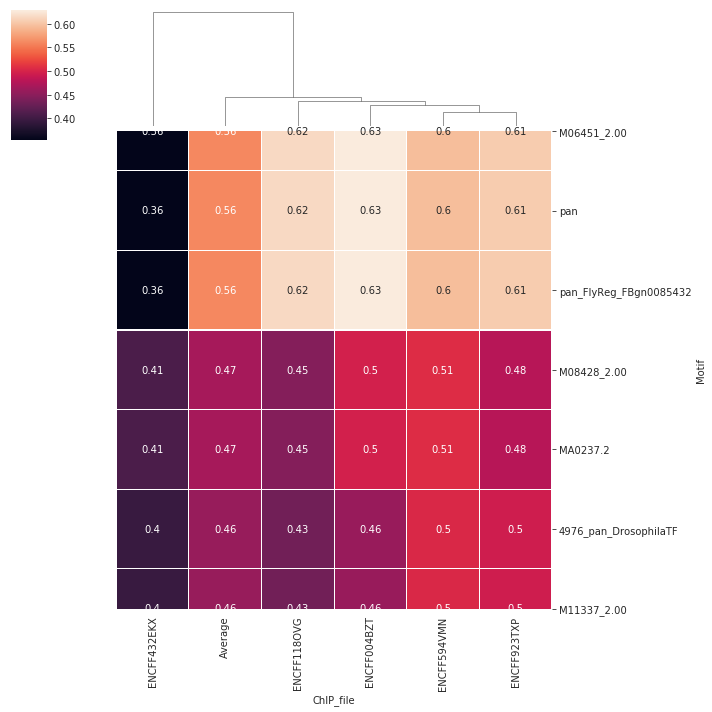 0.60
0.55
0.50
0.45
0.40
0.36 0.56 0.62 0.63 0.6 0.61 M06451_2.00
0.36 0.56 0.62 0.63 0.6 0.61 pan
0.36 0.56 0.62 0.63 0.6 0.61 pan_FlyReg_FBgn0085432
0.41 0.47 0.45 0.5 0.51 0.48 M08428_2.00
Motif
0.41 0.47 0.45 0.5 0.51 0.48 MA0237.2
0.4 0.46 0.43 0.46 0.5 0.5 4976_pan_DrosophilaTF
0.4 0.46 0.43 0.46 0.5 0.5 M11337_2.00
ENCFF432EKX
Average
ENCFF118OVG
ENCFF004BZT
ENCFF594VMN
ENCFF923TXP
ChIP_file